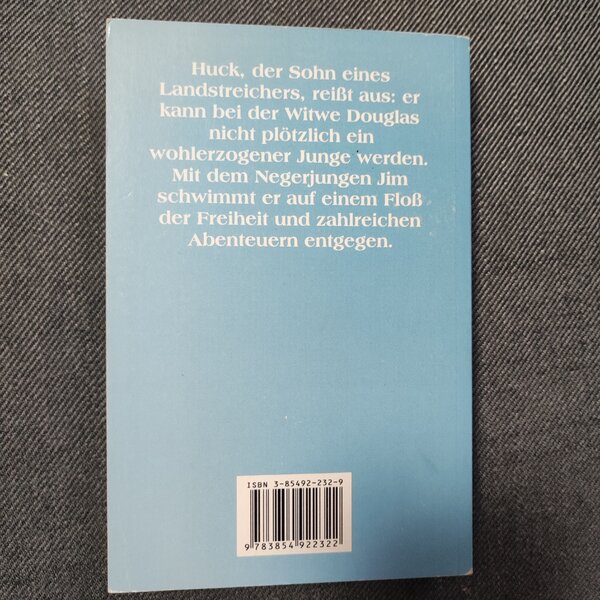 Huck, der Sohn eines
Landstreichers, reißt aus: er
kann bei der Witwe Douglas
nicht plötzlich ein
wohlerzogener Junge werden.
Mit dem Negerjungen Jim
schwimmt er auf einem Floß
der Freiheit und zahlreichen
Abenteuern entgegen.
ISBN 3-85492-232-9
9 783854 922322